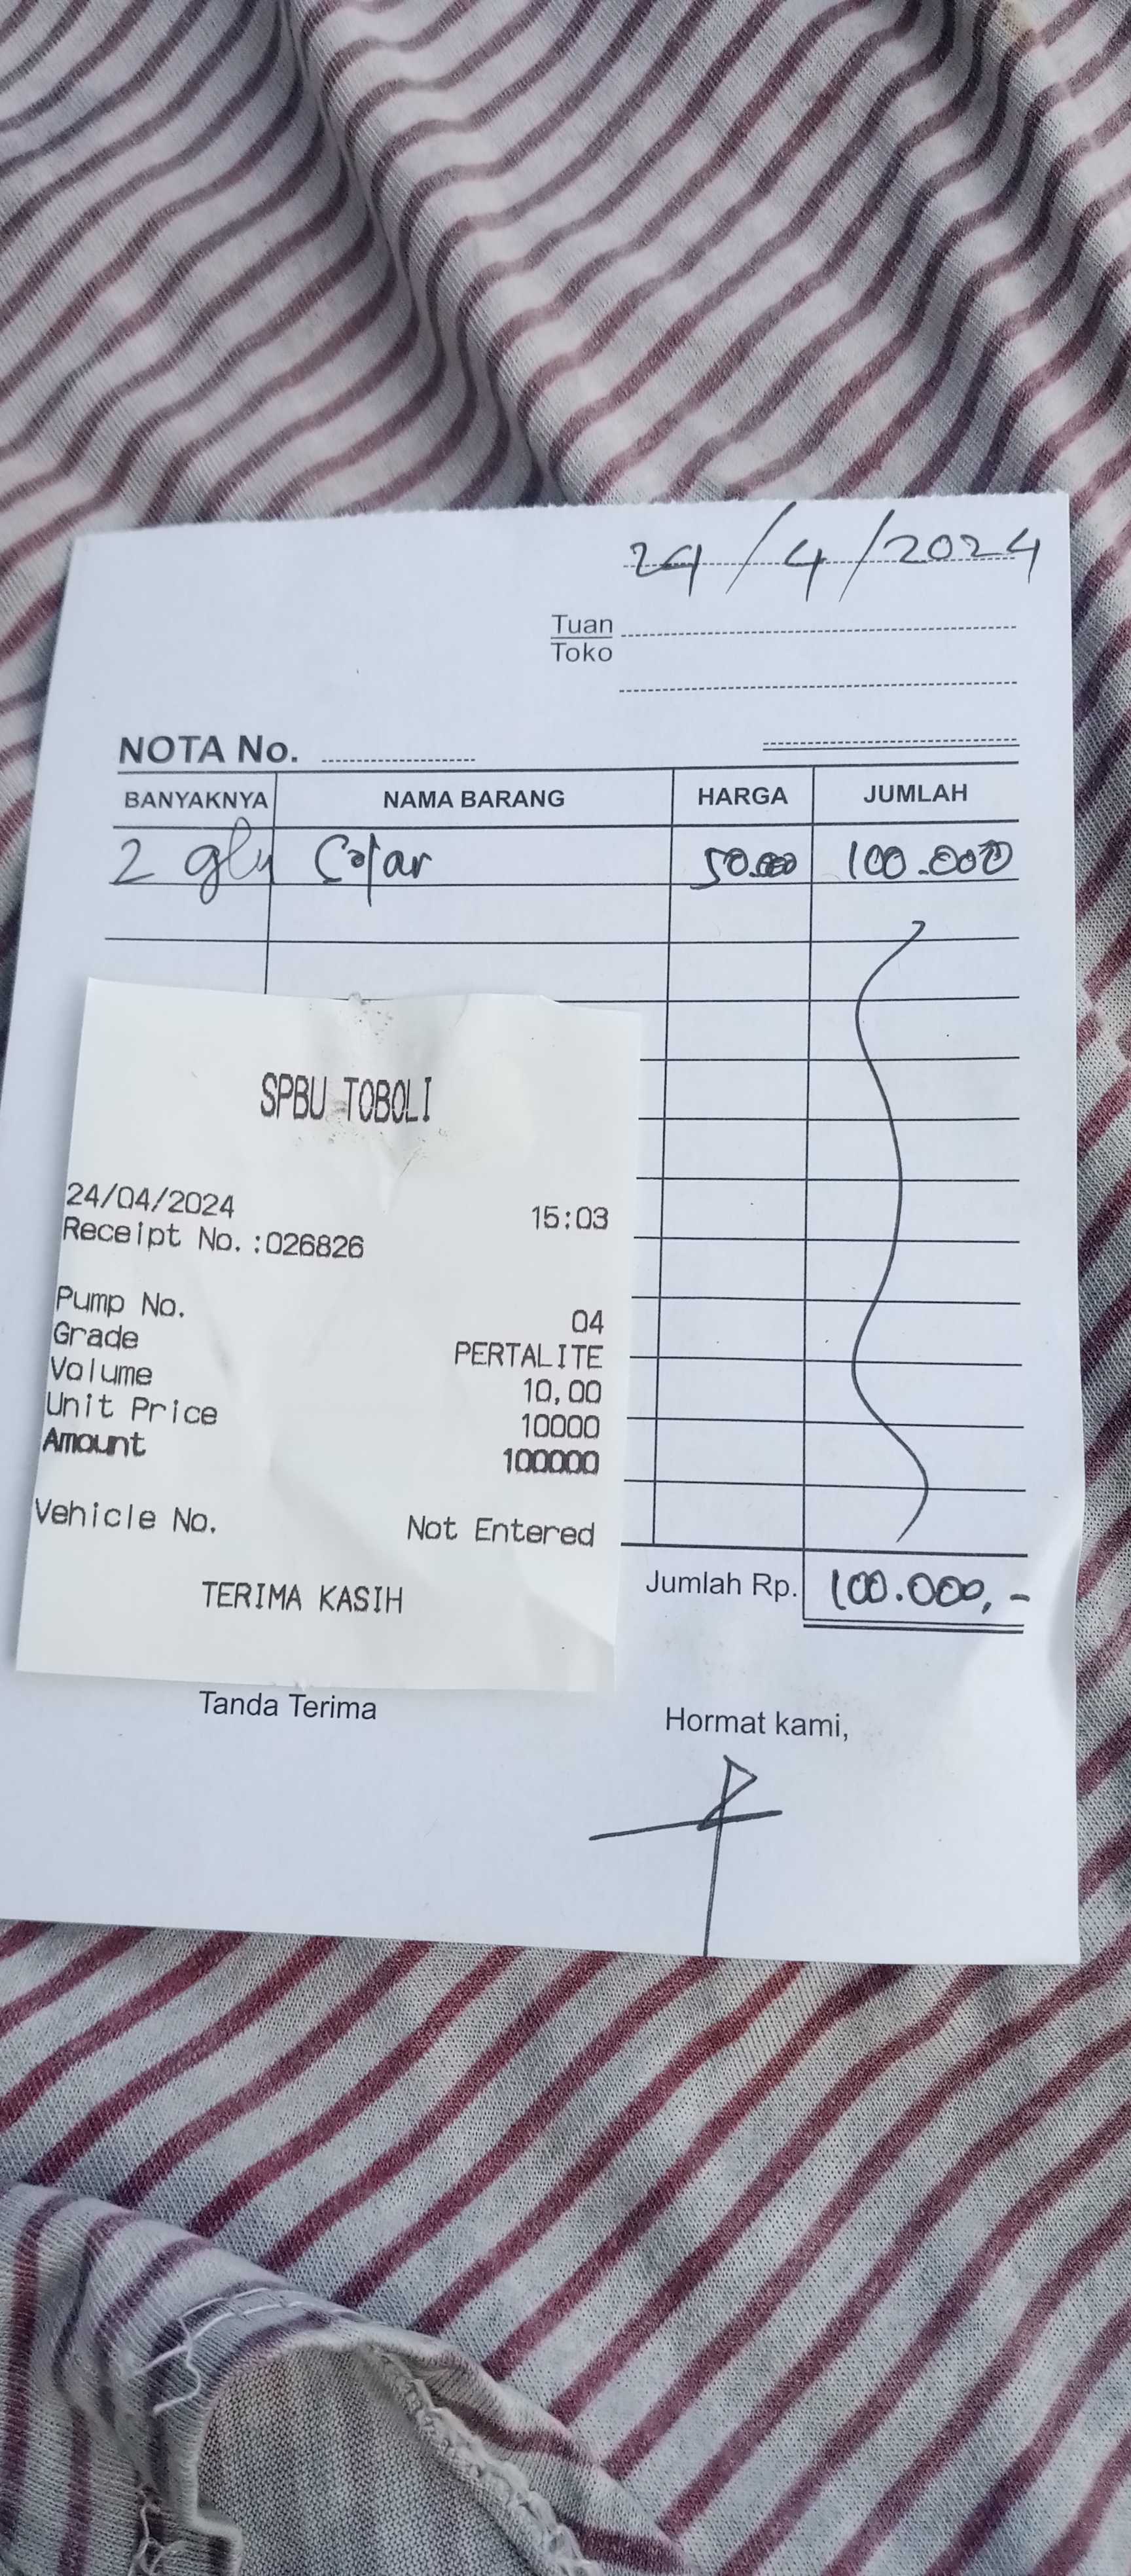 24/4/2024
Tuan
Toko
NOTA No.
BANYAKNYA NAMA BARANG HARGA JUMLAH
2 50.000 100.000
SPBU TOBOLI
24/04/2024 15:03
Receipt No.:026826
Pump No. 04
Grade PERTALITE
Volume 10,00
Unit Price 10000
Amount 100000
Vehicle No. Not Entered
TERIMA KASIH
Jumlah Rp. 100.000,-
Tanda Terima Hormat kami,